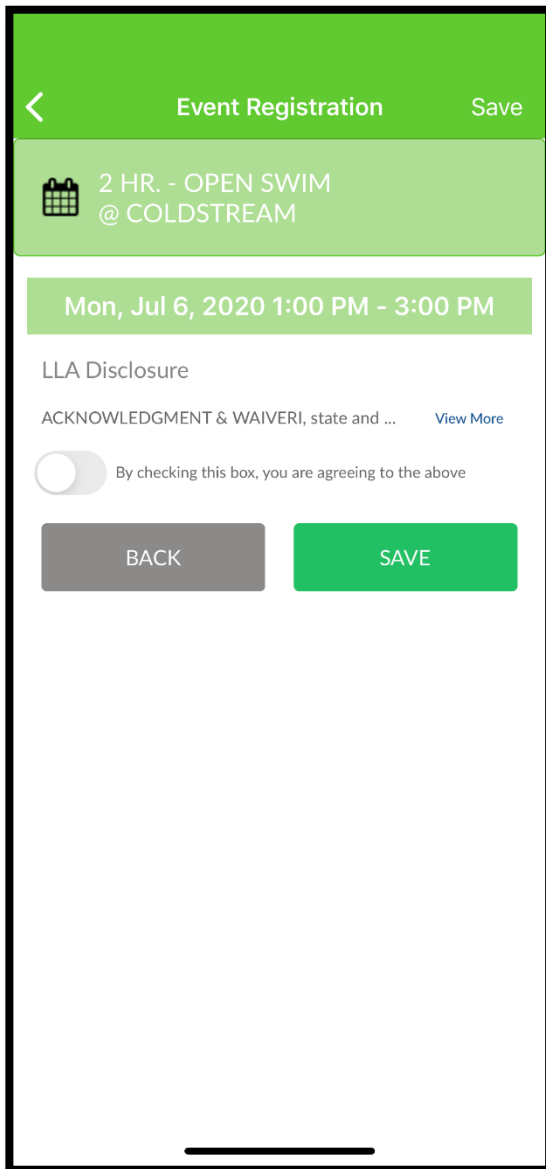 Event Registration
Save
2 HR. - OPEN SWIM
@ COLDSTREAM
Mon, Jul 6, 2020 1:00 PM - 3:00 PM
LLA Disclosure
ACKNOWLEDGMENT & WAIVERI, state and ...
View More
By checking this box, you are agreeing to the above
BACK
SAVE